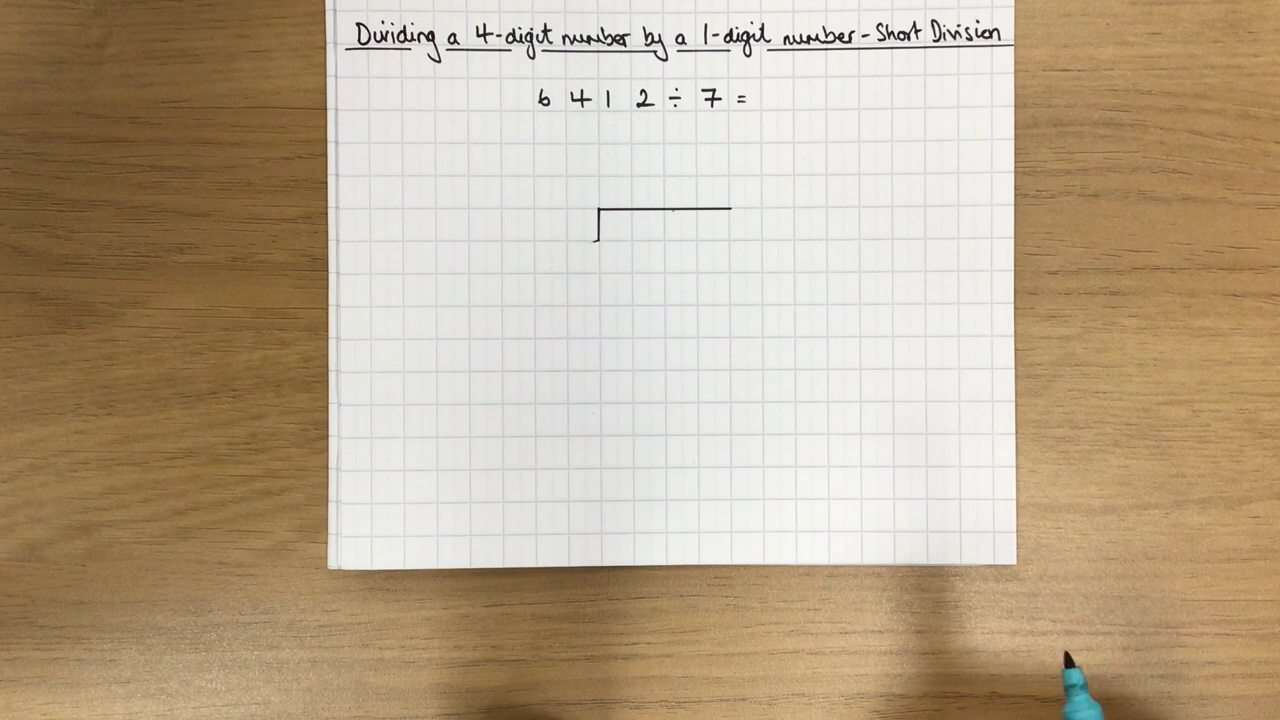 Dividing a 4-digit number by a 1-digit number - Short Division
6 4 1 2 ÷ 7 =